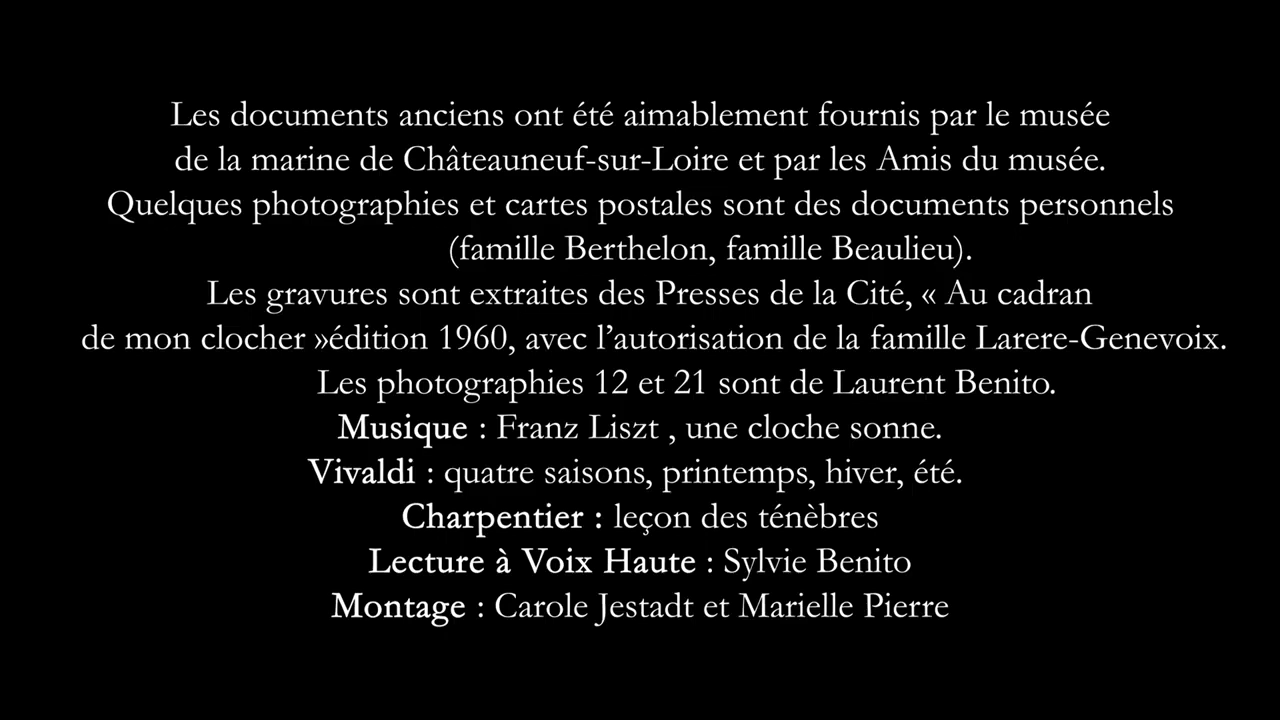 Les documents anciens ont été aimablement fournis par le musée
de la marine de Châteauneuf-sur-Loire et par les Amis du musée.
Quelques photographies et cartes postales sont des documents personnels
(famille Berthelon, famille Beaulieu).
Les gravures sont extraites des Presses de la Cité, « Au cadran
de mon clocher »édition 1960, avec l’autorisation de la famille Larere-Genevoix.
Les photographies 12 et 21 sont de Laurent Benito.
Musique : Franz Liszt , une cloche sonne.
Vivaldi : quatre saisons, printemps, hiver, été.
Charpentier : leçon des ténèbres
Lecture à Voix Haute : Sylvie Benito
Montage : Carole Jestadt et Marielle Pierre